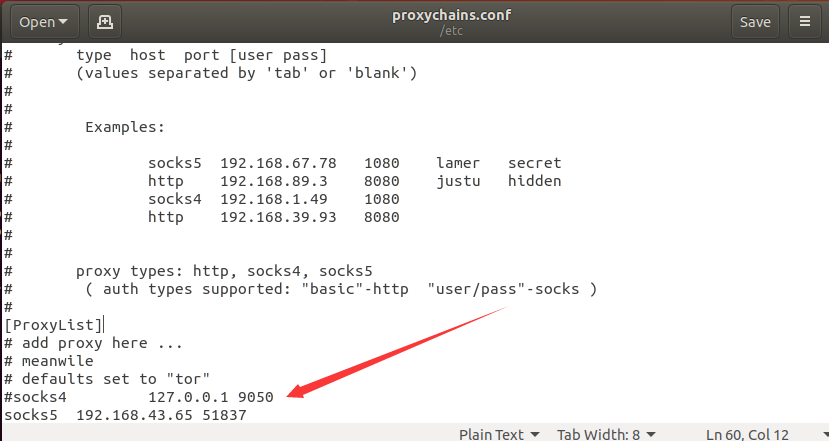 Open
proxychains.conf
/etc
Save
#       type  host  port [user pass]
#       (values separated by 'tab' or 'blank')
#
#
#        Examples:
#
#               socks5  192.168.67.78   1080    lamer   secret
#               http    192.168.89.3    8080    justu   hidden
#               socks4  192.168.1.49    1080
#               http    192.168.39.93   8080
#
#
#       proxy types: http, socks4, socks5
#        ( auth types supported: "basic"-http  "user/pass"-socks )
#
[ProxyList]
# add proxy here ...
# meanwile
# defaults set to "tor"
#socks4         127.0.0.1 9050
socks5  192.168.43.65 51837
Plain Text
Tab Width: 8
Ln 60, Col 12